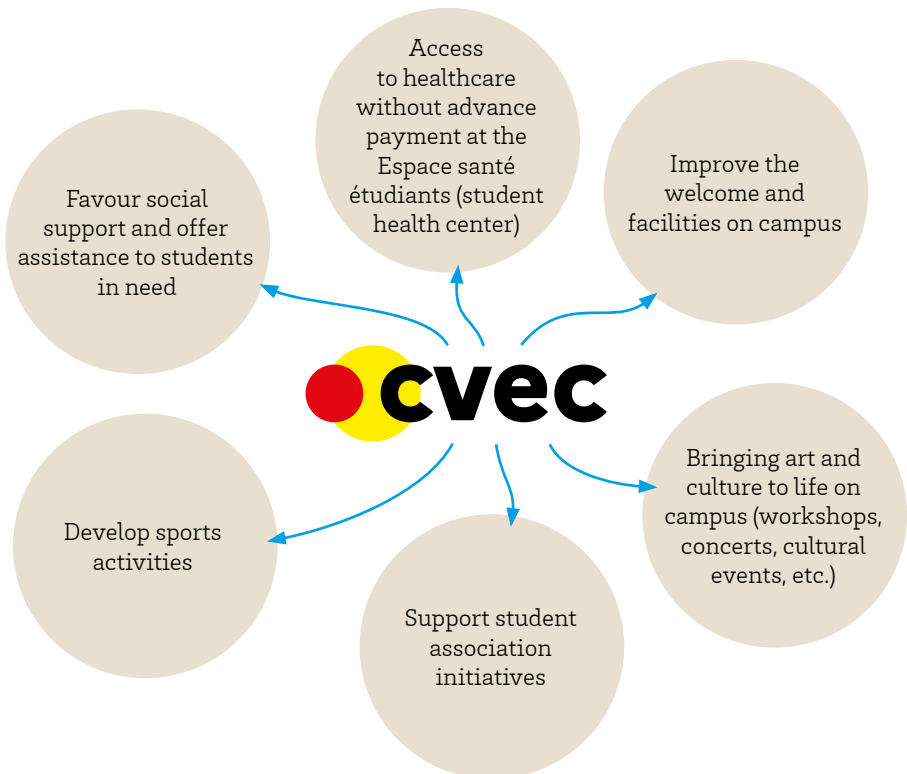 Access
to healthcare
without advance
payment at the
Espace santé
étudiants (student
health center)
Improve the
welcome and
facilities on campus
Favour social
support and offer
assistance to students
in need
cvec
Bringing art and
culture to life on
campus (workshops,
concerts, cultural
events, etc.)
Develop sports
activities
Support student
association
initiatives